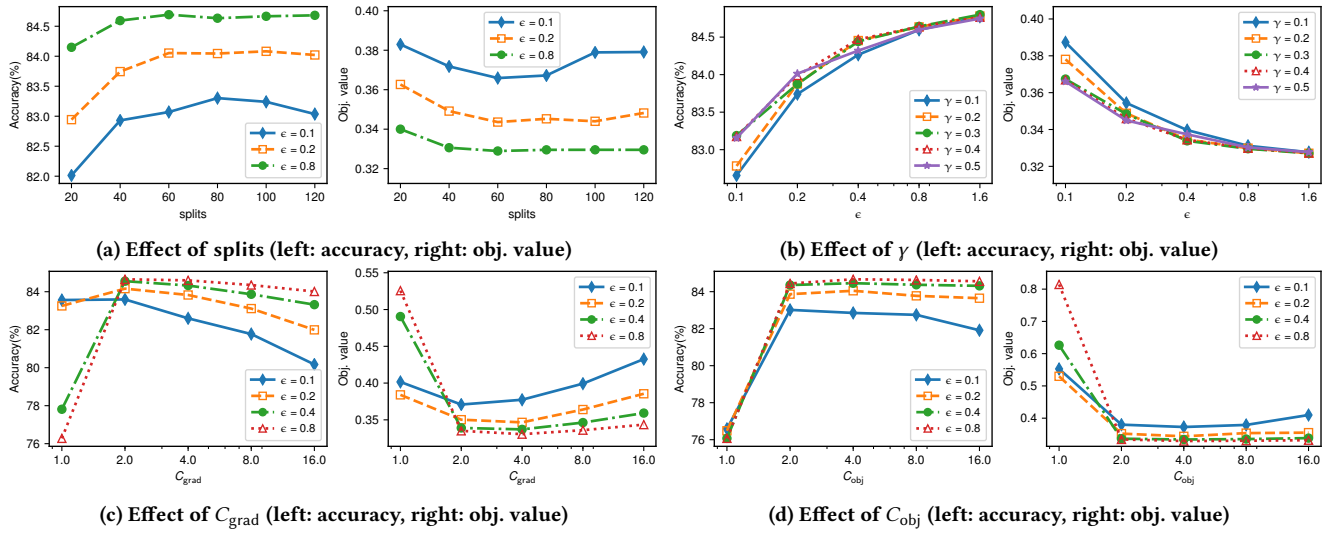 Accuracy(%)
84.5
84.0
83.5
83.0
82.5
82.0
20 40 60 80 100 120
splits
ϵ = 0.1
ϵ = 0.2
ϵ = 0.8
Obj. value
0.40
0.38
0.36
0.34
0.32
20 40 60 80 100 120
splits
ϵ = 0.1
ϵ = 0.2
ϵ = 0.8
(a) Effect of splits (left: accuracy, right: obj. value)
Accuracy(%)
84.5
84.0
83.5
83.0
0.1 0.2 0.4 0.8 1.6
ϵ
γ = 0.1
γ = 0.2
γ = 0.3
γ = 0.4
γ = 0.5
Obj. value
0.40
0.38
0.36
0.34
0.32
0.1 0.2 0.4 0.8 1.6
ϵ
γ = 0.1
γ = 0.2
γ = 0.3
γ = 0.4
γ = 0.5
(b) Effect of γ (left: accuracy, right: obj. value)
Accuracy(%)
84
82
80
78
76
1.0 2.0 4.0 8.0 16.0
C_grad
ϵ = 0.1
ϵ = 0.2
ϵ = 0.4
ϵ = 0.8
Obj. value
0.55
0.50
0.45
0.40
0.35
1.0 2.0 4.0 8.0 16.0
C_grad
ϵ = 0.1
ϵ = 0.2
ϵ = 0.4
ϵ = 0.8
(c) Effect of C_grad (left: accuracy, right: obj. value)
Accuracy(%)
84
82
80
78
76
1.0 2.0 4.0 8.0 16.0
C_obj
ϵ = 0.1
ϵ = 0.2
ϵ = 0.4
ϵ = 0.8
Obj. value
0.8
0.7
0.6
0.5
0.4
1.0 2.0 4.0 8.0 16.0
C_obj
ϵ = 0.1
ϵ = 0.2
ϵ = 0.4
ϵ = 0.8
(d) Effect of C_obj (left: accuracy, right: obj. value)